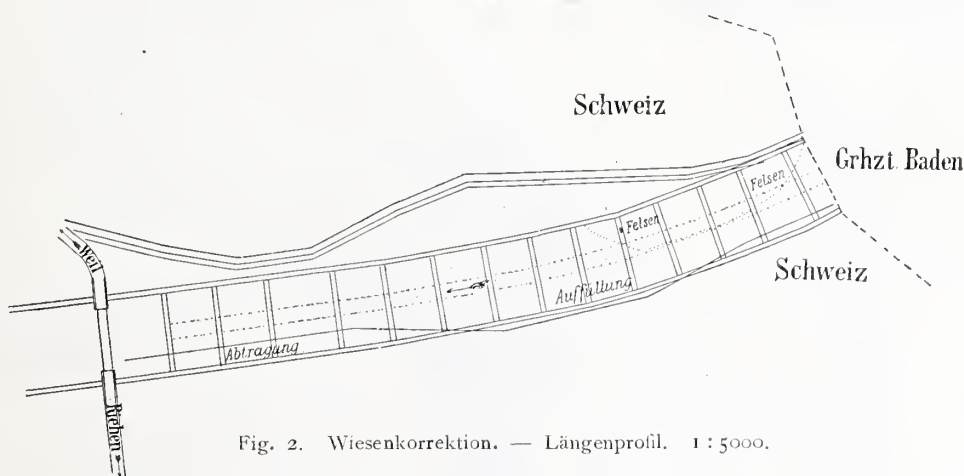 Schweiz
Grhzt. Baden
Felsen
Felsen
Schweiz
Weil
Auffüllung
Abtragung
Riehen
Fig. 2. Wiesenkorrektion. — Längenprofil. 1 : 5000.